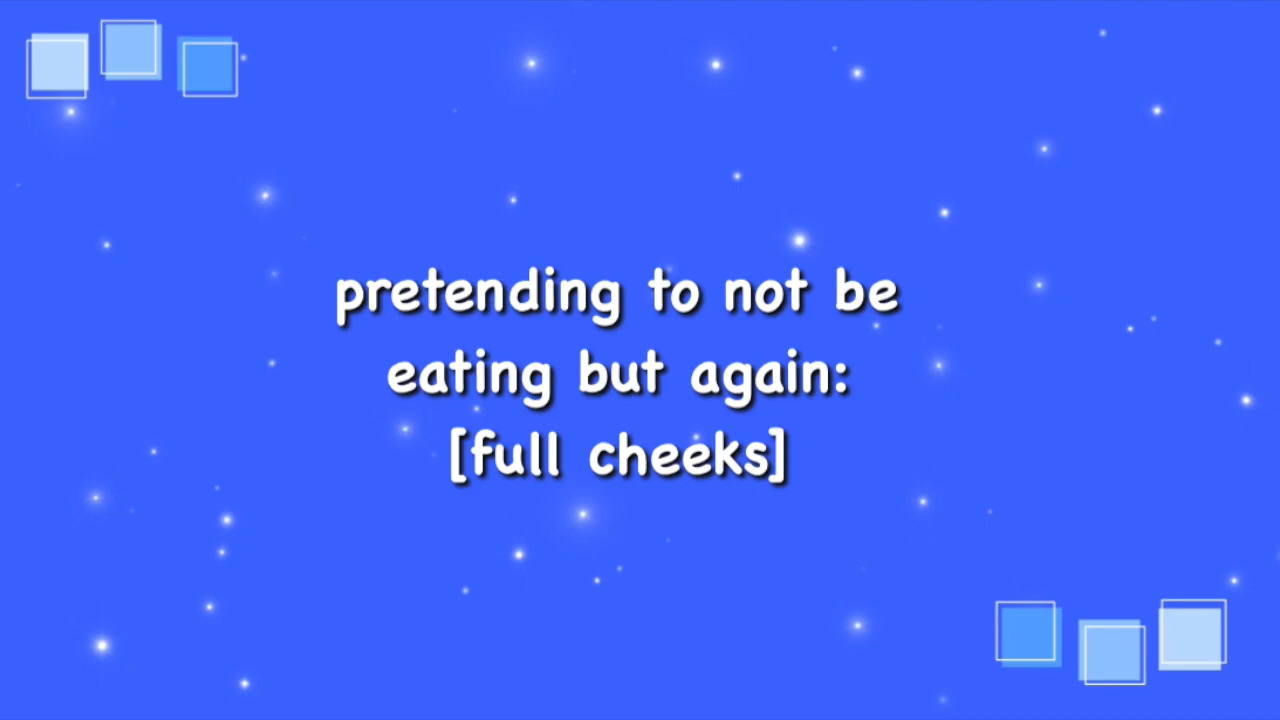 pretending to not be
eating but again:
[full cheeks]